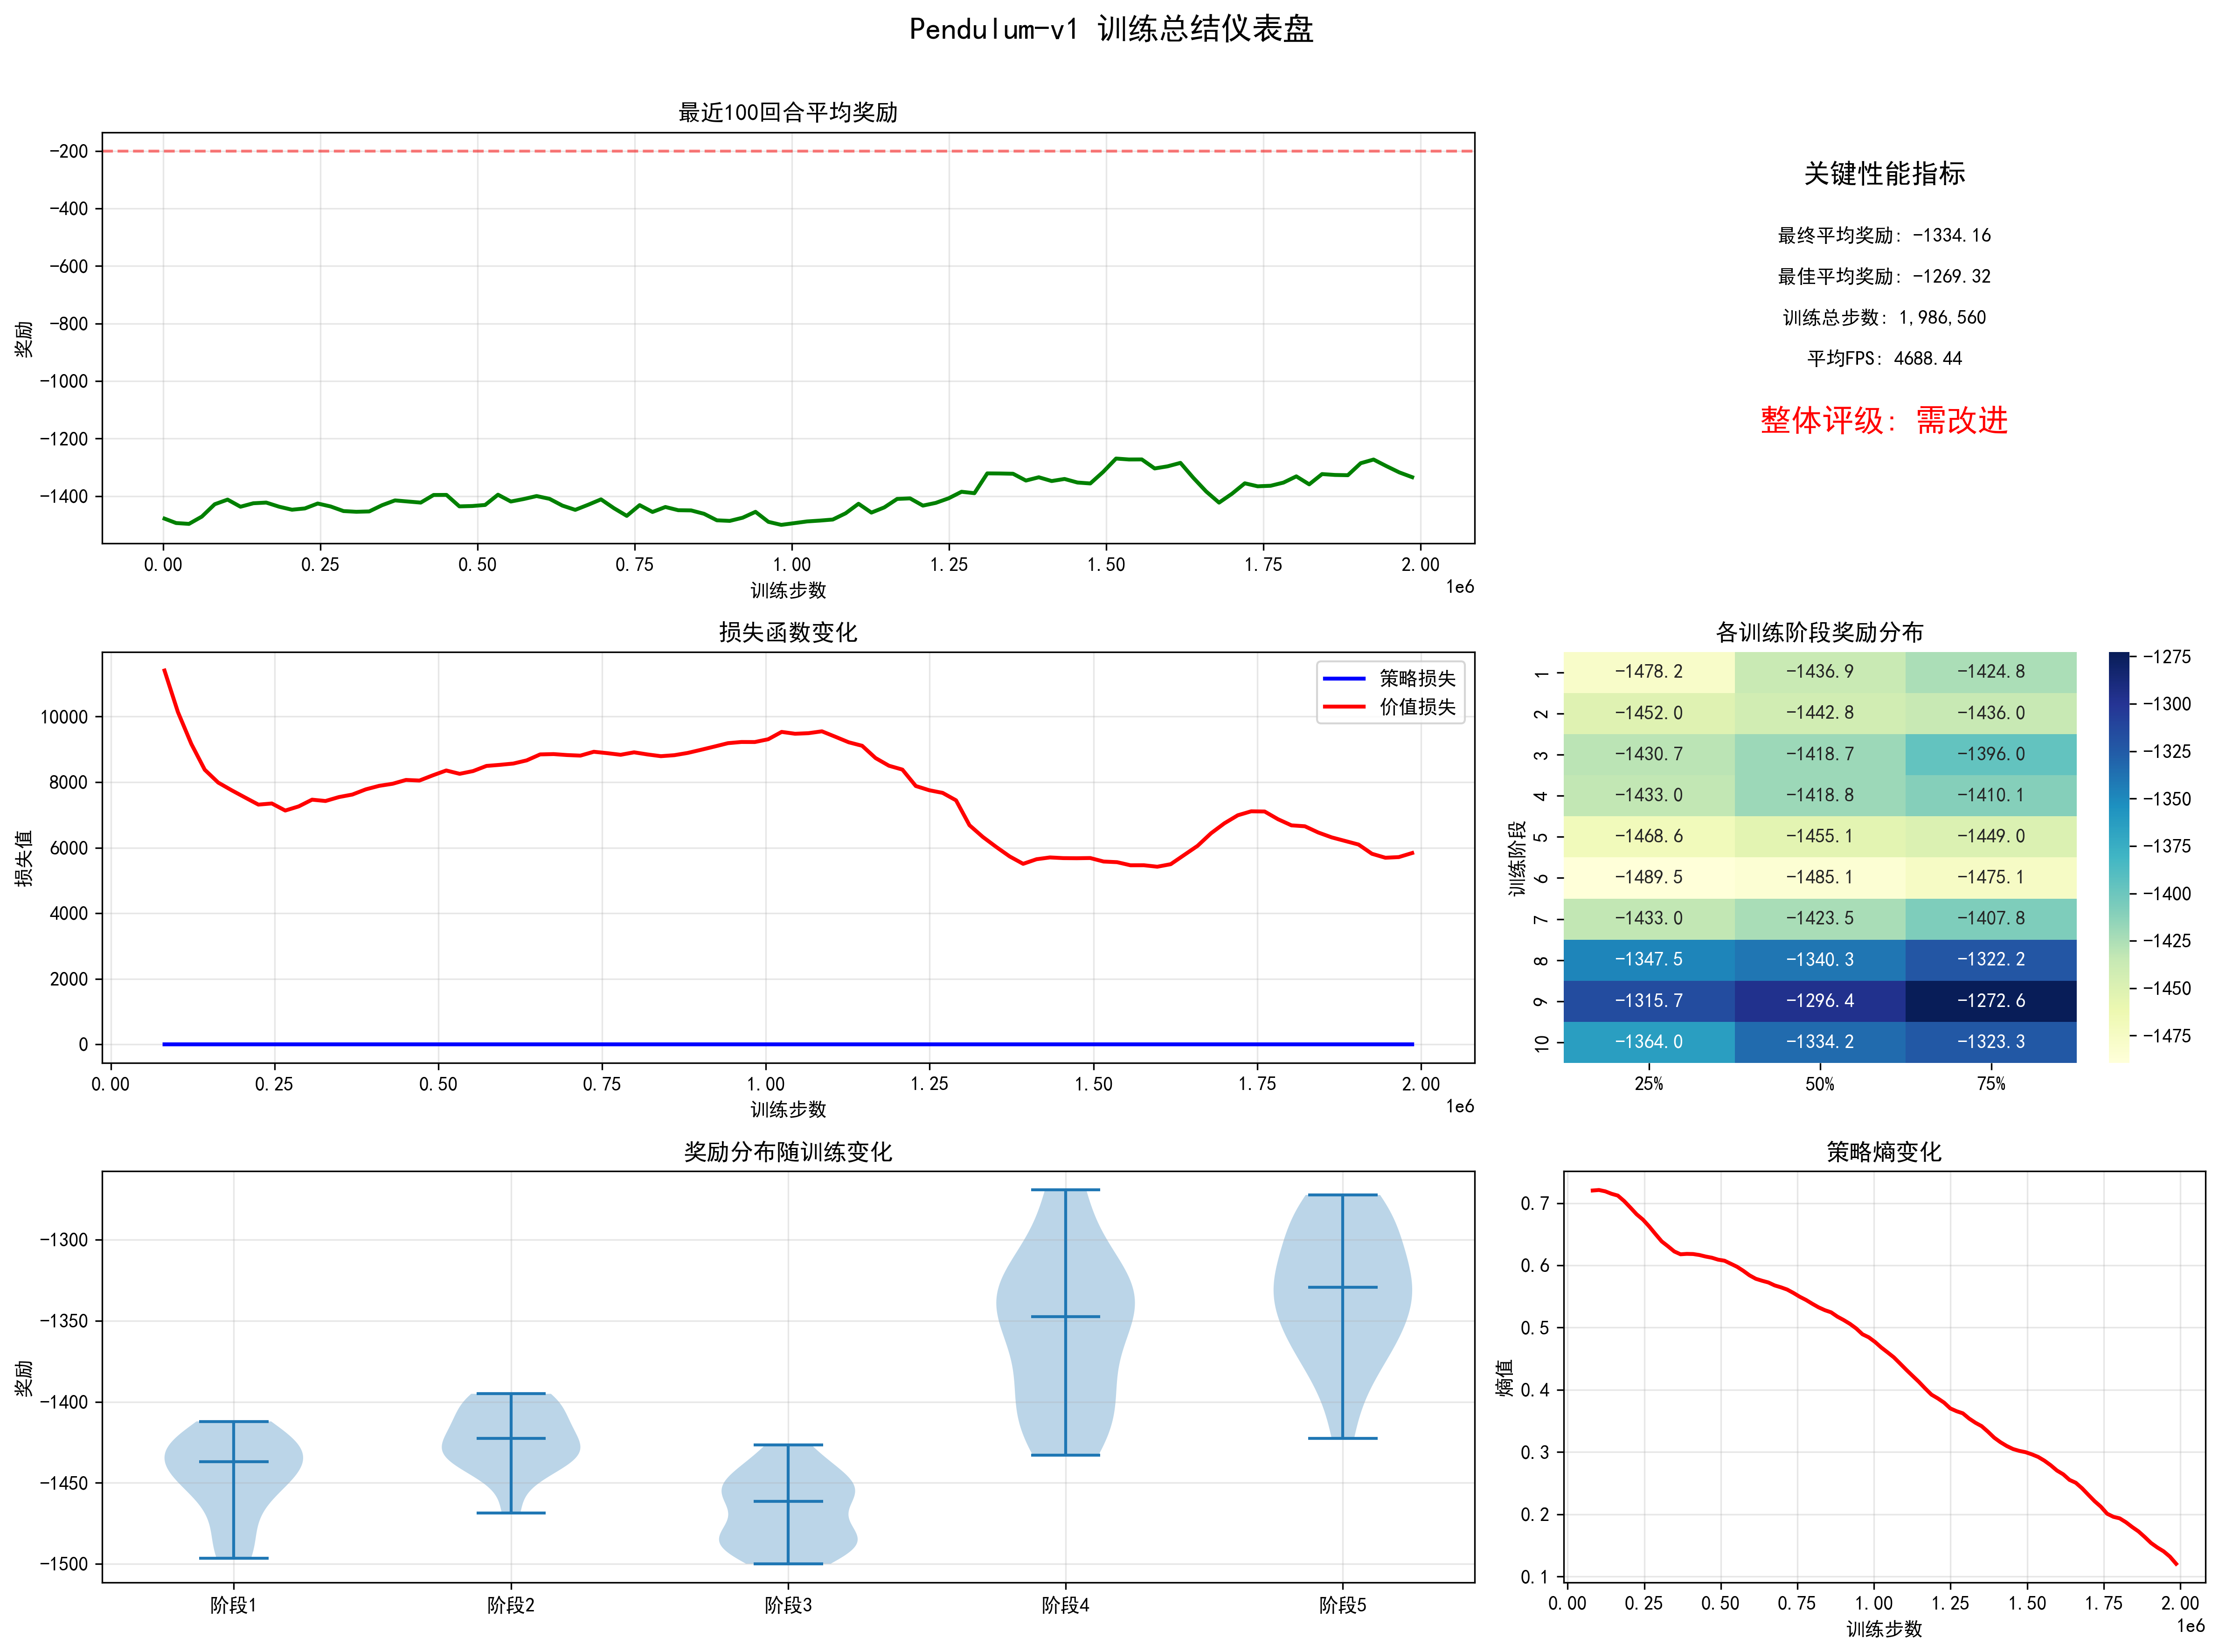 Pendulum-v1 训练总结仪表盘
最近100回合平均奖励
奖励
-200
-400
-600
-800
-1000
-1200
-1400
0.00 0.25 0.50 0.75 1.00 1.25 1.50 1.75 2.00
1e6
训练步数
关键性能指标
最终平均奖励: -1334.16
最佳平均奖励: -1269.32
训练总步数: 1,986,560
平均FPS: 4688.44
整体评级: 需改进
损失函数变化
损失值
10000
8000
6000
4000
2000
0
策略损失
价值损失
0.00 0.25 0.50 0.75 1.00 1.25 1.50 1.75 2.00
1e6
训练步数
各训练阶段奖励分布
训练阶段
1 -1478.2 -1436.9 -1424.8
2 -1452.0 -1442.8 -1436.0
3 -1430.7 -1418.7 -1396.0
4 -1433.0 -1418.8 -1410.1
5 -1468.6 -1455.1 -1449.0
6 -1489.5 -1485.1 -1475.1
7 -1433.0 -1423.5 -1407.8
8 -1347.5 -1340.3 -1322.2
9 -1315.7 -1296.4 -1272.6
10 -1364.0 -1334.2 -1323.3
25% 50% 75%
-1275
-1300
-1325
-1350
-1375
-1400
-1425
-1450
-1475
奖励分布随训练变化
奖励
-1300
-1350
-1400
-1450
-1500
阶段1 阶段2 阶段3 阶段4 阶段5
策略熵变化
熵值
0.7
0.6
0.5
0.4
0.3
0.2
0.1
0.00 0.25 0.50 0.75 1.00 1.25 1.50 1.75 2.00
1e6
训练步数